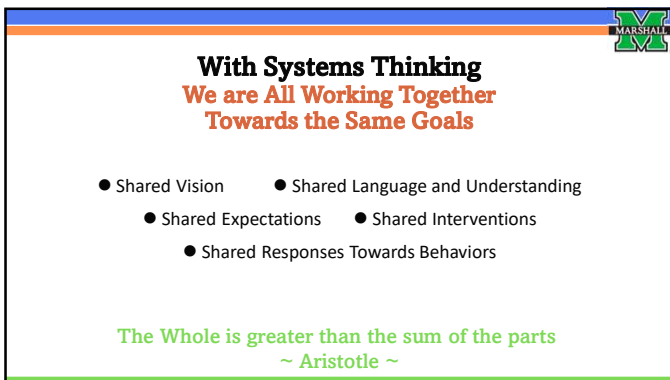 MARSHALL
With Systems Thinking
We are All Working Together
Towards the Same Goals
● Shared Vision ● Shared Language and Understanding
● Shared Expectations ● Shared Interventions
● Shared Responses Towards Behaviors
The Whole is greater than the sum of the parts
~ Aristotle ~